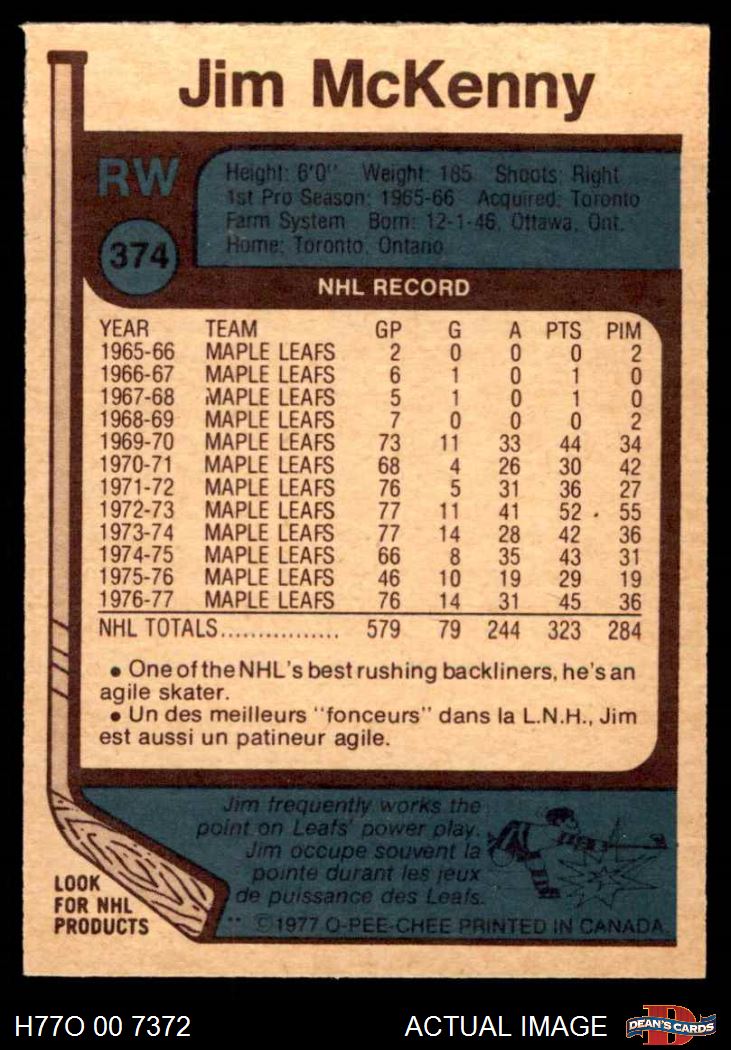 Jim McKenny
RW
374
Height: 6'0" Weight: 185 Shoots: Right
1st Pro Season: 1965-66 Acquired: Toronto
Farm System Born: 12-1-46, Ottawa, Ont.
Home: Toronto, Ontario
NHL RECORD
YEAR TEAM GP G A PTS PIM
1965-66 MAPLE LEAFS 2 0 0 0 2
1966-67 MAPLE LEAFS 6 1 0 1 0
1967-68 MAPLE LEAFS 5 1 0 1 0
1968-69 MAPLE LEAFS 7 0 0 0 2
1969-70 MAPLE LEAFS 73 11 33 44 34
1970-71 MAPLE LEAFS 68 4 26 30 42
1971-72 MAPLE LEAFS 76 5 31 36 27
1972-73 MAPLE LEAFS 77 11 41 52 55
1973-74 MAPLE LEAFS 77 14 28 42 36
1974-75 MAPLE LEAFS 66 8 35 43 31
1975-76 MAPLE LEAFS 46 10 19 29 19
1976-77 MAPLE LEAFS 76 14 31 45 36
NHL TOTALS................ 579 79 244 323 284
• One of the NHL's best rushing backliners, he's an
agile skater.
• Un des meilleurs "fonceurs" dans la L.N.H., Jim
est aussi un patineur agile.
Jim frequently works the
point on Leafs' power play.
Jim occupe souvent la
pointe durant les jeux
de puissance des Leafs.
LOOK
FOR NHL
PRODUCTS
©1977 O-PEE-CHEE PRINTED IN CANADA.
H77O 00 7372
ACTUAL IMAGE
D
DEAN'S CARDS